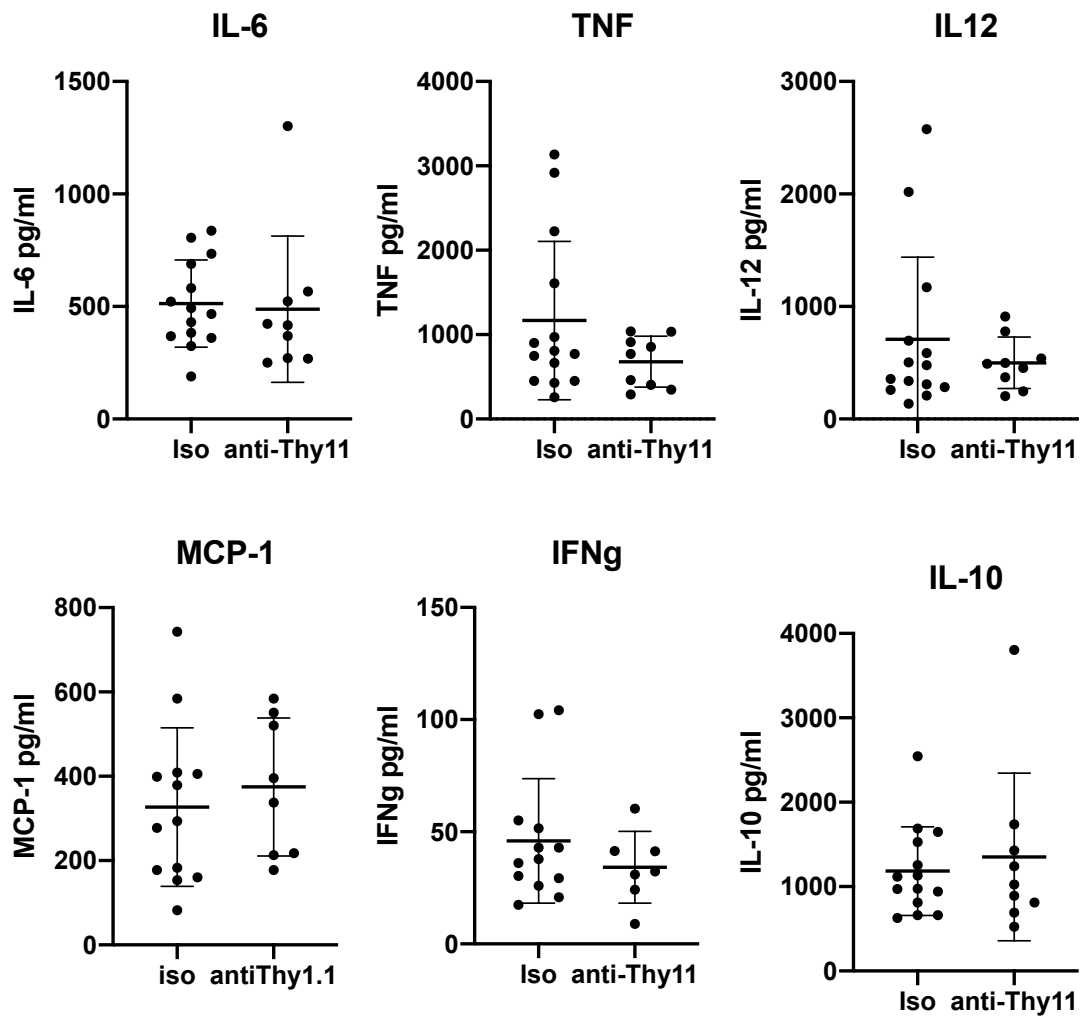 IL-6
1500
1000
500
0
IL-6 pg/ml
Iso anti-Thy11
TNF
4000
3000
2000
1000
0
TNF pg/ml
Iso anti-Thy11
IL12
3000
2000
1000
0
IL-12 pg/ml
Iso anti-Thy11
MCP-1
800
600
400
200
0
MCP-1 pg/ml
iso antiThy1.1
IFNg
150
100
50
0
IFNg pg/ml
Iso anti-Thy11
IL-10
4000
3000
2000
1000
0
IL-10 pg/ml
Iso anti-Thy11